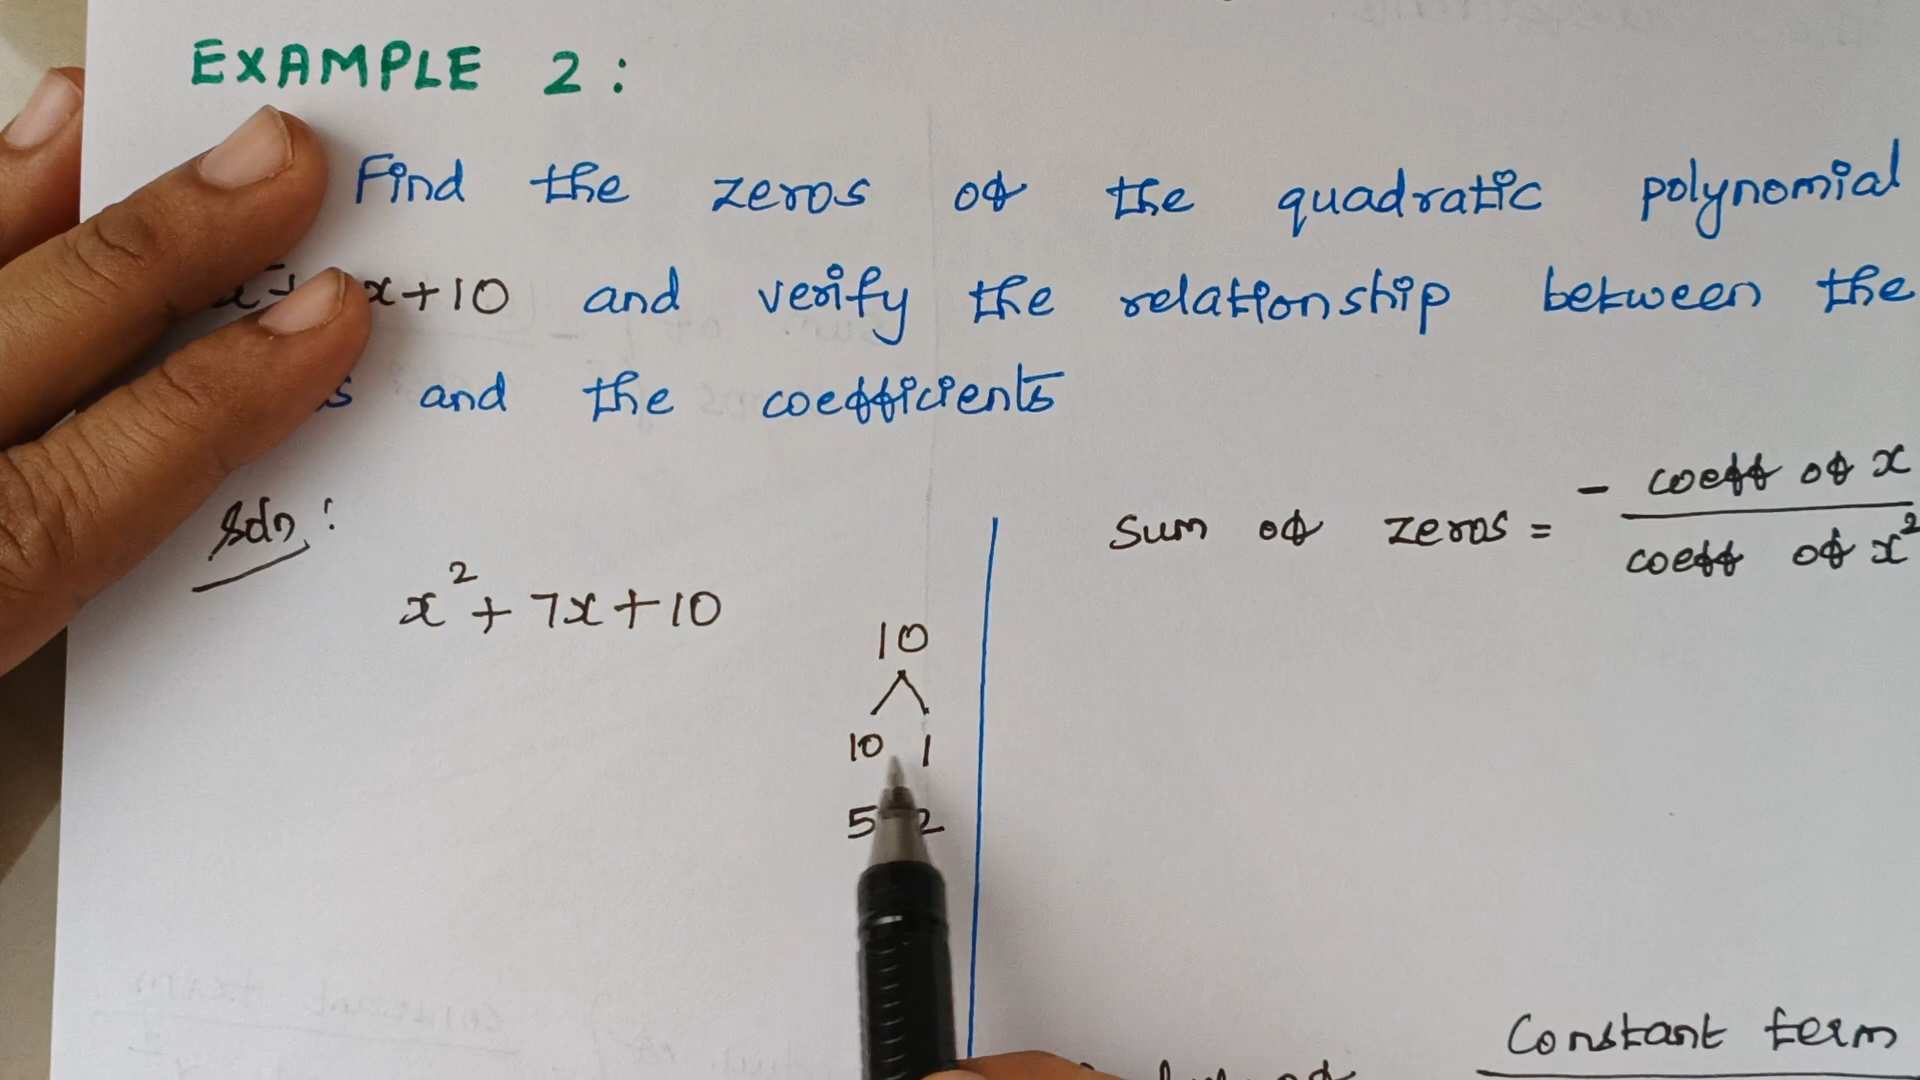 EXAMPLE 2:
Find the zeros of the quadratic polynomial
x+10 and verify the relationship between the
and the coefficients
Soln:
x² + 7x + 10
10
10 1
5 2
Sum of zeros = - coeff of x / coeff of x²
Constant term